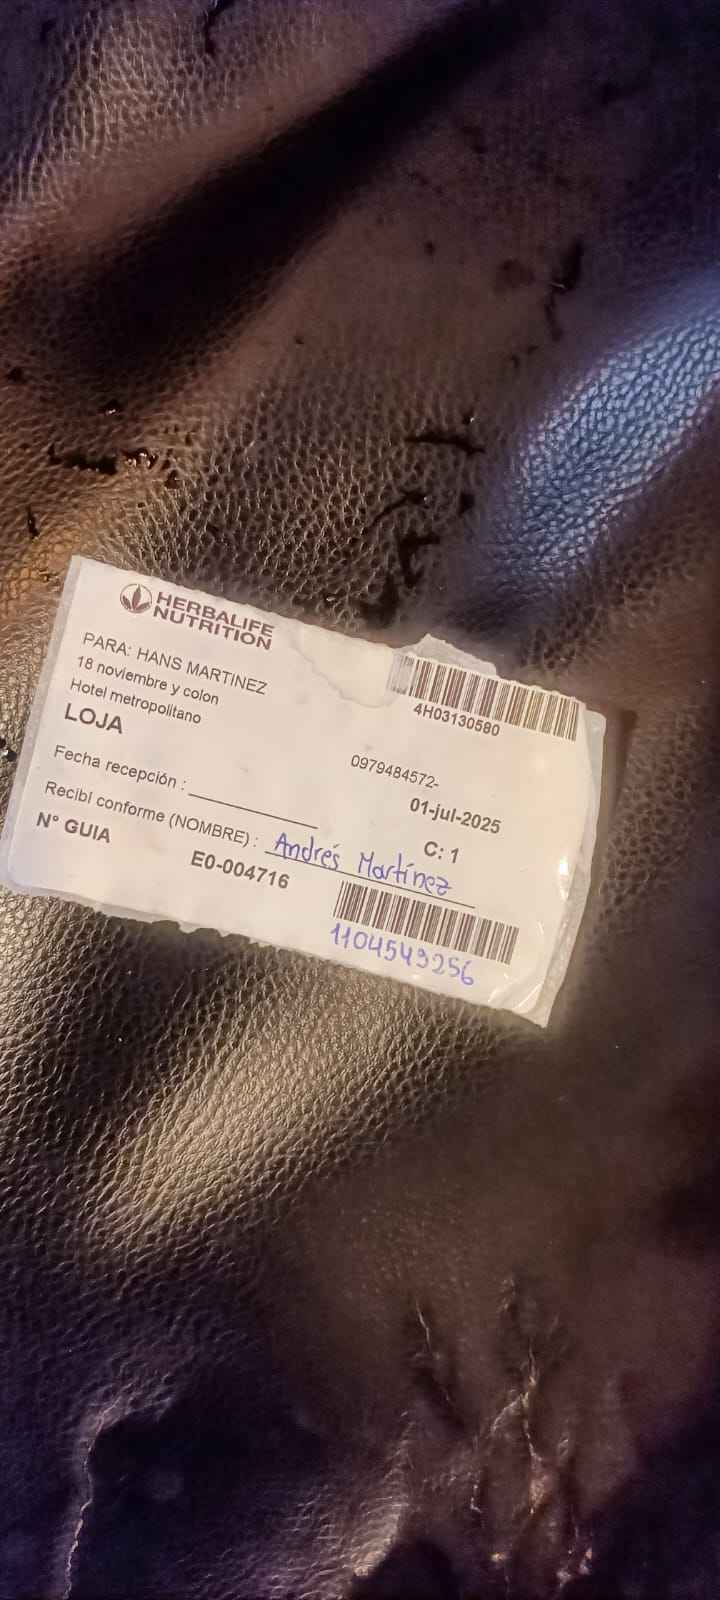 HERBALIFE
NUTRITION
PARA: HANS MARTINEZ
18 noviembre y colon
Hotel metropolitano
LOJA
4H03130580
0979484572-
01-jul-2025
Fecha recepción :
C: 1
Recibí conforme (NOMBRE) : Andrés Martínez
N° GUIA
E0-004716
1104549256